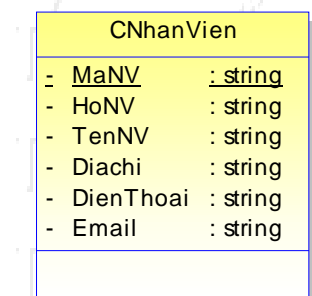 CNhanVien
- MaNV : string
- HoNV : string
- TenNV : string
- Diachi : string
- DienThoai : string
- Email : string